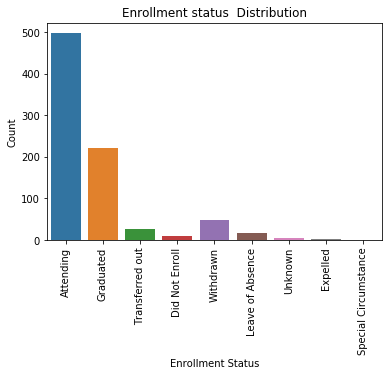 Enrollment status  Distribution
500
400
300
200
100
0
Count
Attending
Graduated
Transferred out
Did Not Enroll
Withdrawn
Leave of Absence
Unknown
Expelled
Special Circumstance
Enrollment Status